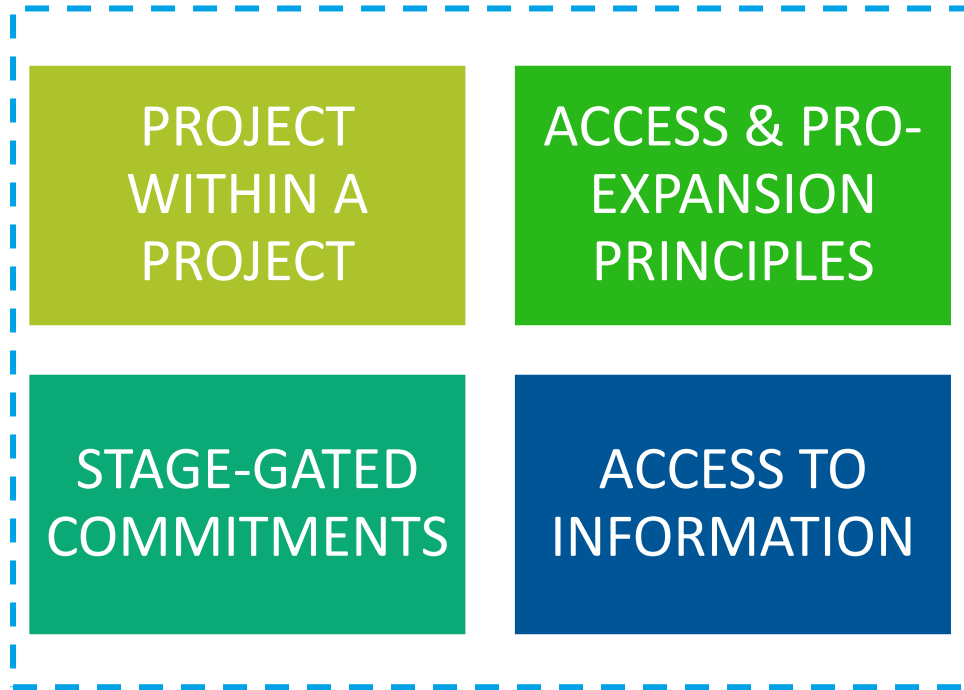 PROJECT
WITHIN A
PROJECT
ACCESS & PRO-
EXPANSION
PRINCIPLES
STAGE-GATED
COMMITMENTS
ACCESS TO
INFORMATION